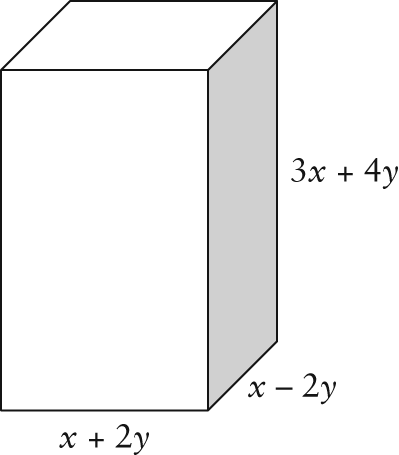 3x + 4y
x − 2y
x + 2y